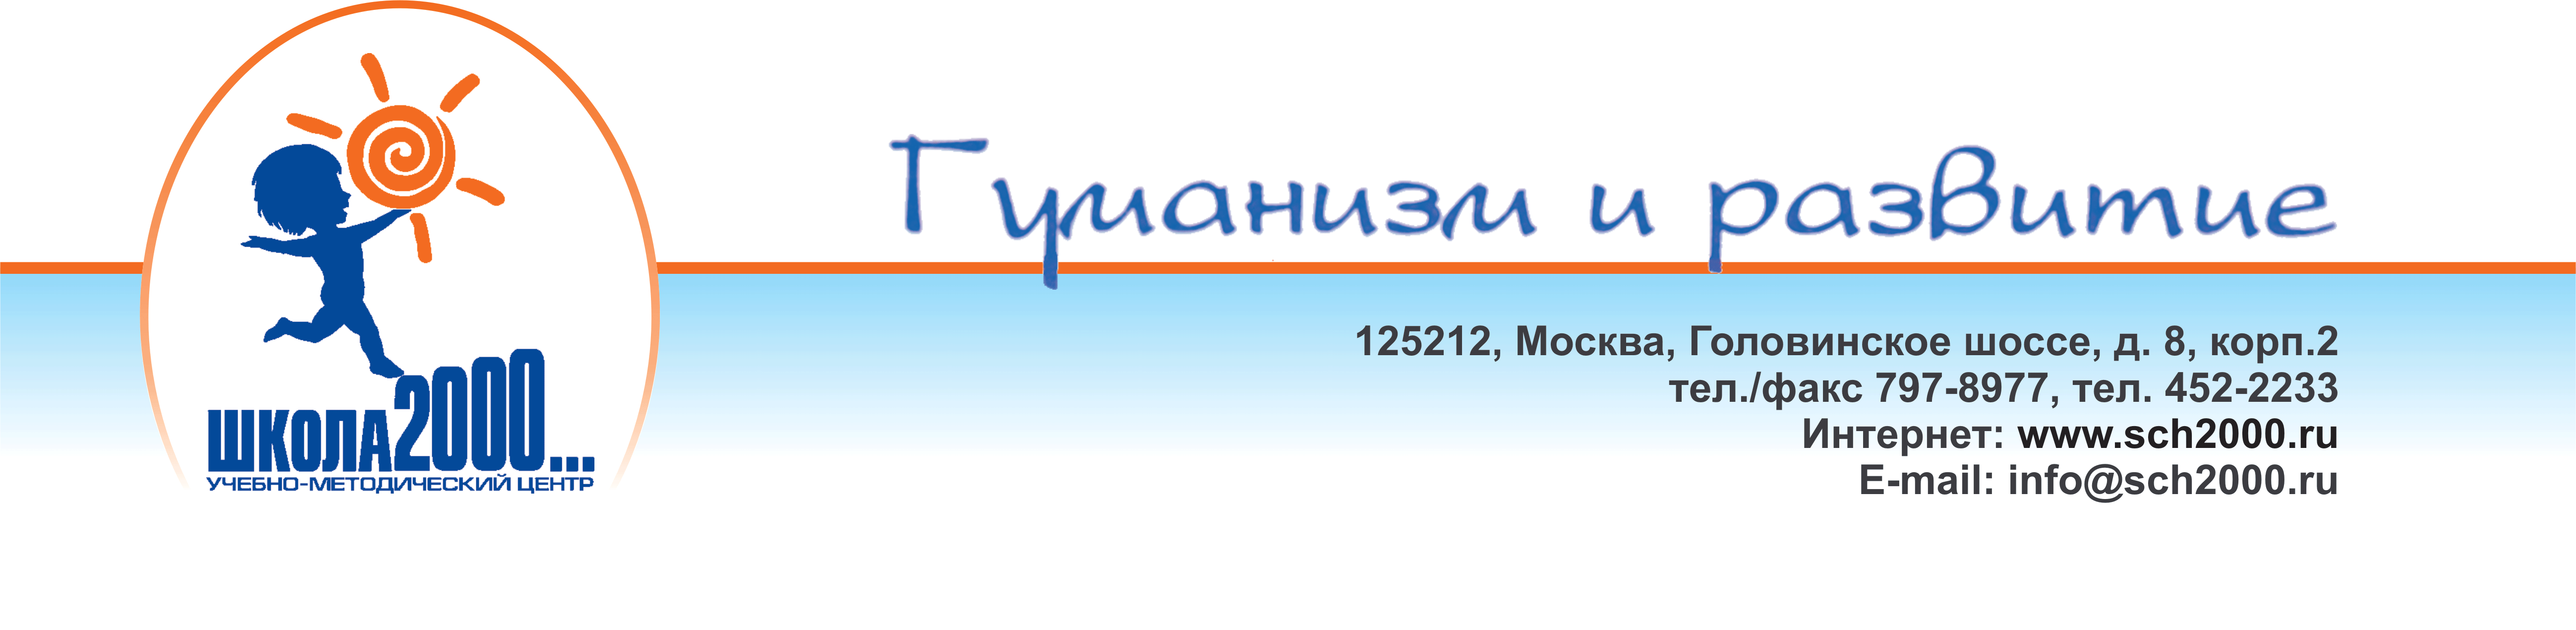 ШКОЛА2000...
УЧЕБНО-МЕТОДИЧЕСКИЙ ЦЕНТР
Гуманизм и развитие
125212, Москва, Головинское шоссе, д. 8, корп.2
тел./факс 797-8977, тел. 452-2233
Интернет: www.sch2000.ru
E-mail: info@sch2000.ru